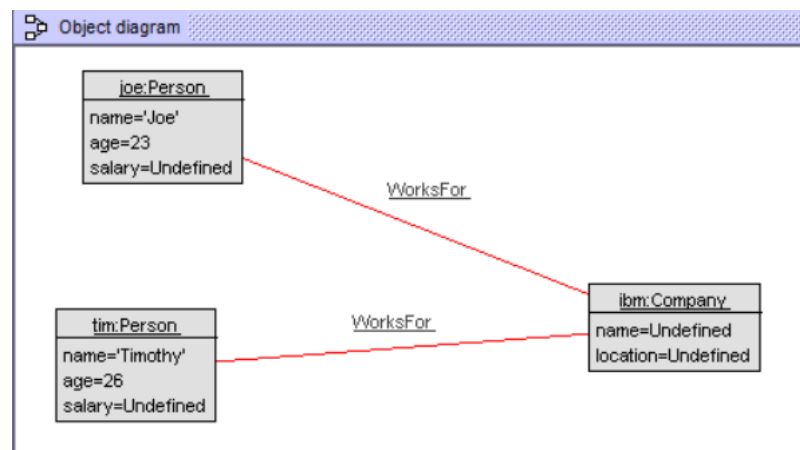 Object diagram
joe:Person
name='Joe'
age=23
salary=Undefined
WorksFor
ibm:Company
name=Undefined
location=Undefined
tim:Person
name='Timothy'
age=26
salary=Undefined
WorksFor